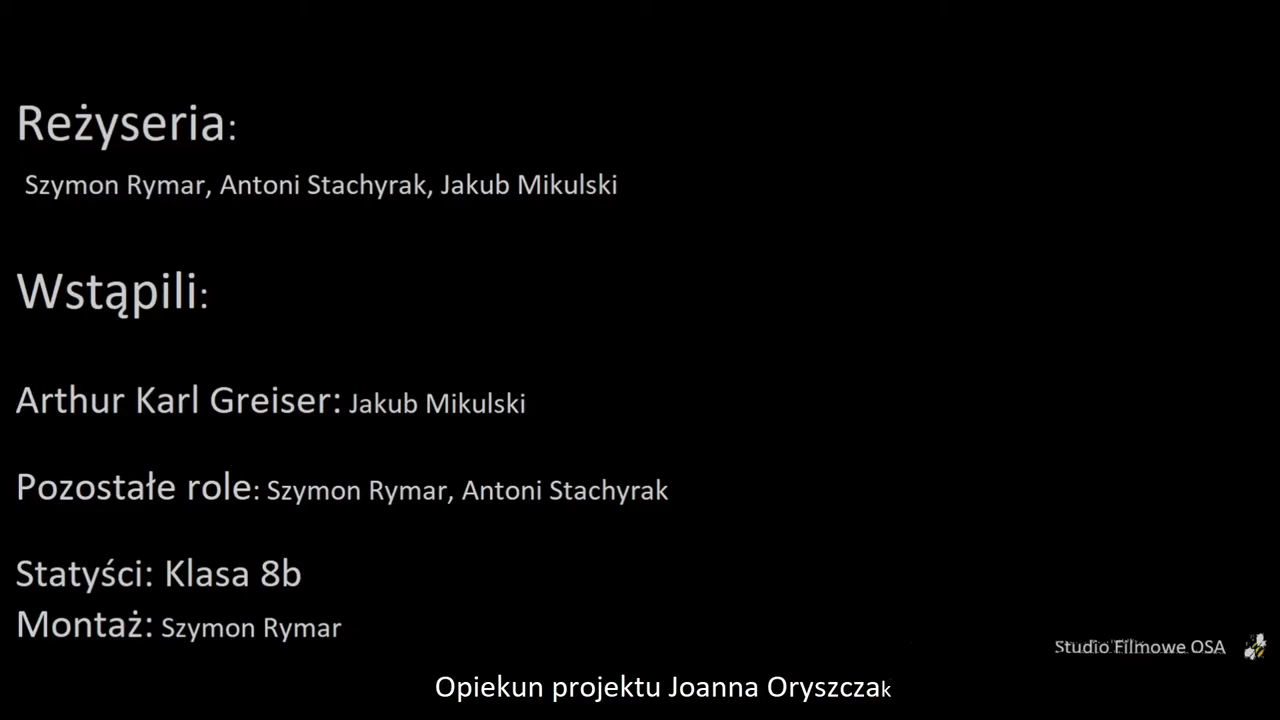 Reżyseria:
Szymon Rymar, Antoni Stachyrak, Jakub Mikulski
Wstąpili:
Arthur Karl Greiser: Jakub Mikulski
Pozostałe role: Szymon Rymar, Antoni Stachyrak
Statyści: Klasa 8b
Montaż: Szymon Rymar
Studio Filmowe OSA
Opiekun projektu Joanna Oryszczak